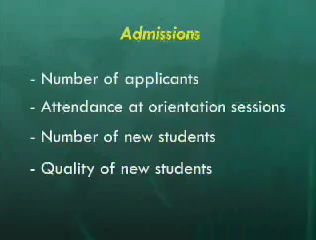 Admissions
- Number of applicants
- Attendance at orientation sessions
- Number of new students
- Quality of new students